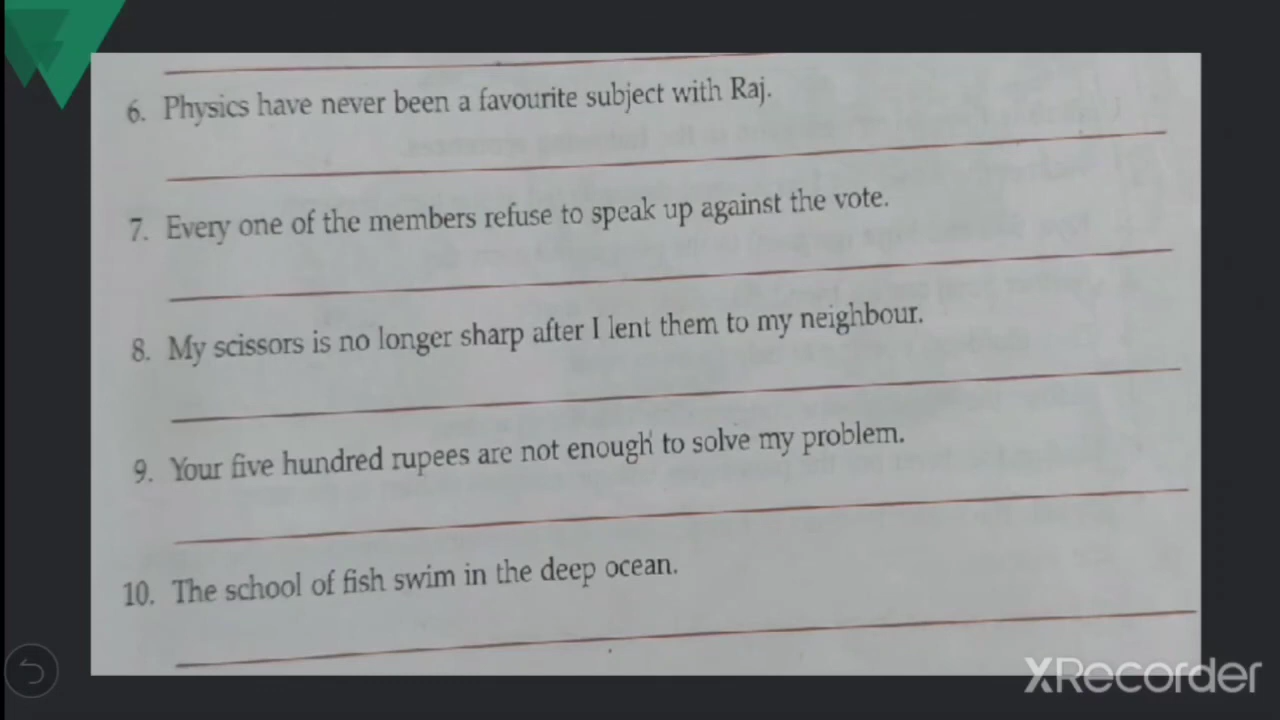 6. Physics have never been a favourite subject with Raj.
7. Every one of the members refuse to speak up against the vote.
8. My scissors is no longer sharp after I lent them to my neighbour.
9. Your five hundred rupees are not enough to solve my problem.
10. The school of fish swim in the deep ocean.
XRecorder